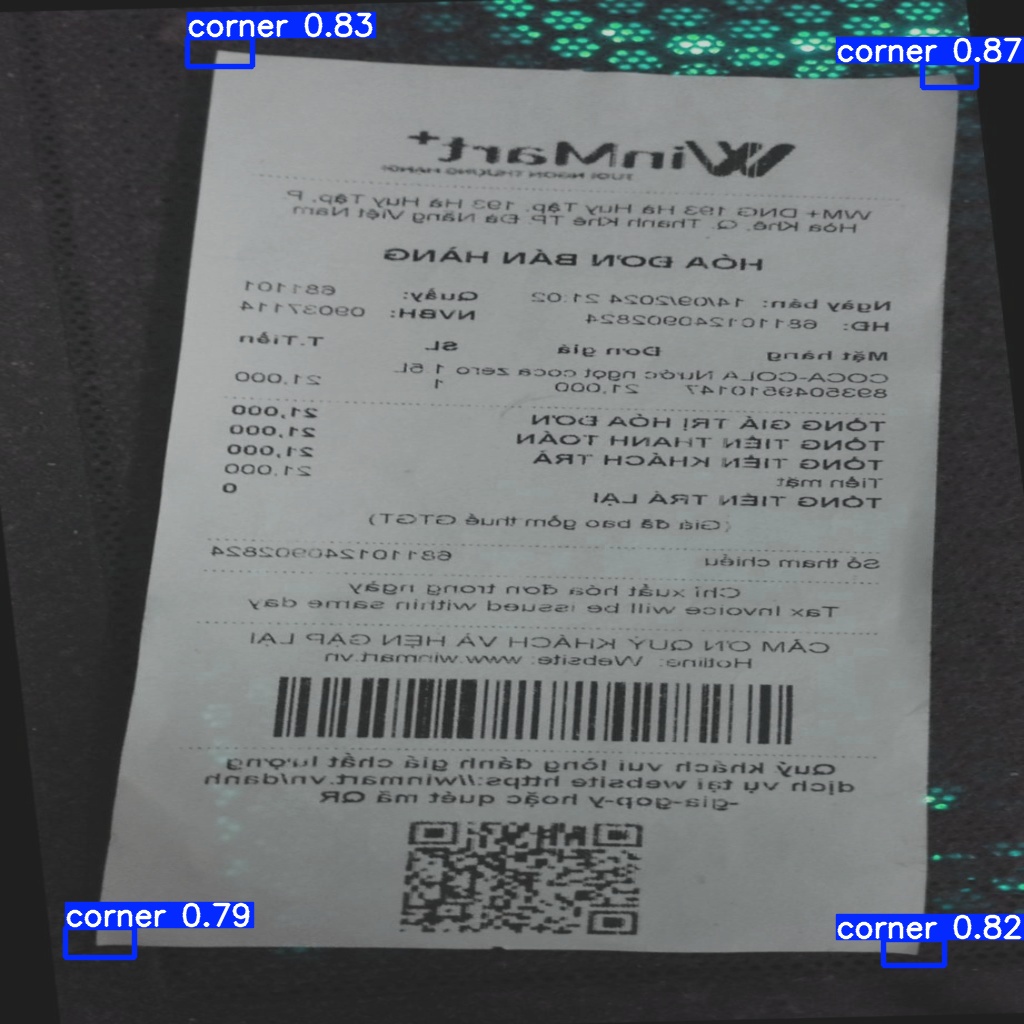 corner 0.83
corner 0.87
WinMart+
WM+ DNG 193 Hà Huy Tập, 193 Hà Huy Tập, P.
Hòa Khê, Q. Thanh Khê TP. Đà Nẵng Việt Nam
HÓA ĐƠN BÁN HÀNG
Ngày bán: 14/09/2024 21:02 Quầy: 681101
HĐ: 681101240902824 NVBH: 09037114
Mặt hàng Đơn giá SL T.Tiền
COCA-COLA Nước ngọt coca zero 1.5L
8935049510147 21,000 1 21,000
TỔNG GIÁ TRỊ HÓA ĐƠN 21,000
TỔNG TIỀN THANH TOÁN 21,000
TỔNG TIỀN KHÁCH TRẢ 21,000
Tiền mặt 21,000
TỔNG TIỀN TRẢ LẠI 0
(Giá đã bao gồm thuế GTGT)
Số tham chiếu 681101240902824
Chỉ xuất hóa đơn trong ngày
Tax Invoice will be issued within same day
CẢM ƠN QUÝ KHÁCH VÀ HẸN GẶP LẠI
Hotline: Website: www.winmart.vn
Quý khách vui lòng đánh giá chất lượng
dịch vụ tại website https://winmart.vn/danh
-gia-gop-y hoặc quét mã QR
corner 0.79
corner 0.82